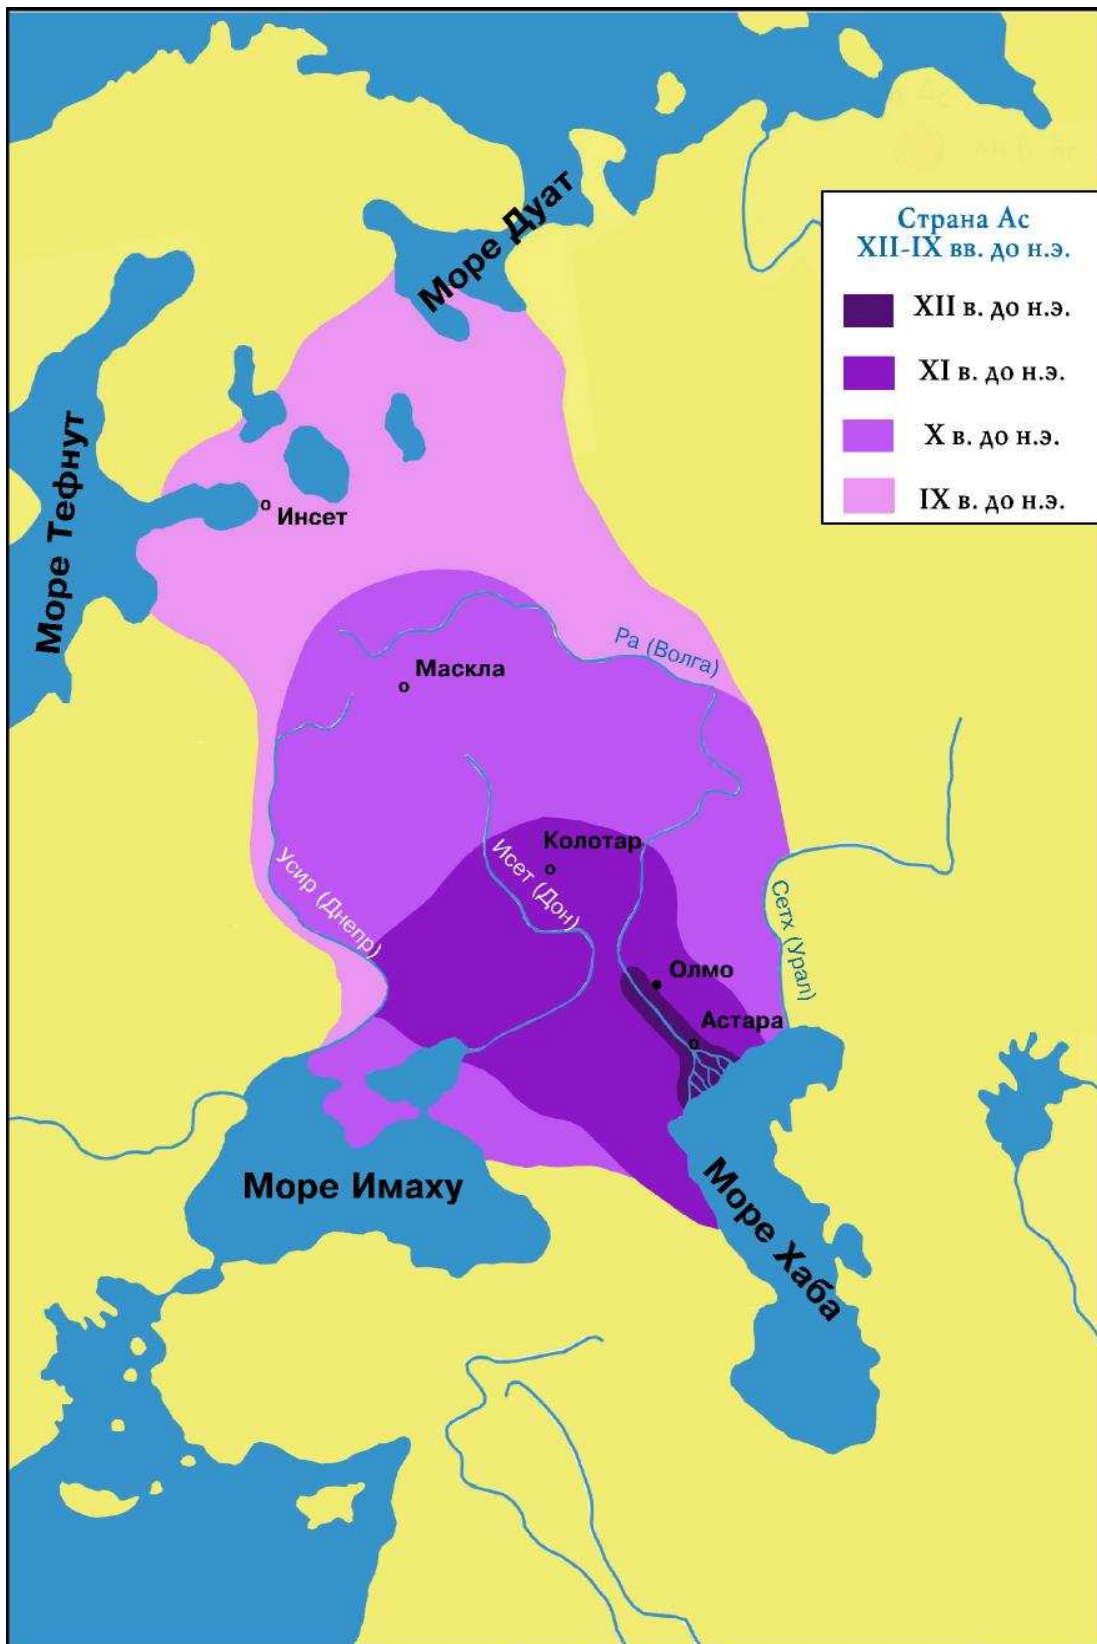 Страна Ас
XII-IX вв. до н.э.
XII в. до н.э.
XI в. до н.э.
X в. до н.э.
IX в. до н.э.
Море Дуат
Море Тефнут
Инсет
Ра (Волга)
Маскла
Колотар
Исет (Дон)
Усир (Днепр)
Сетх (Урал)
Олмо
Астара
Море Имаху
Море Хаба